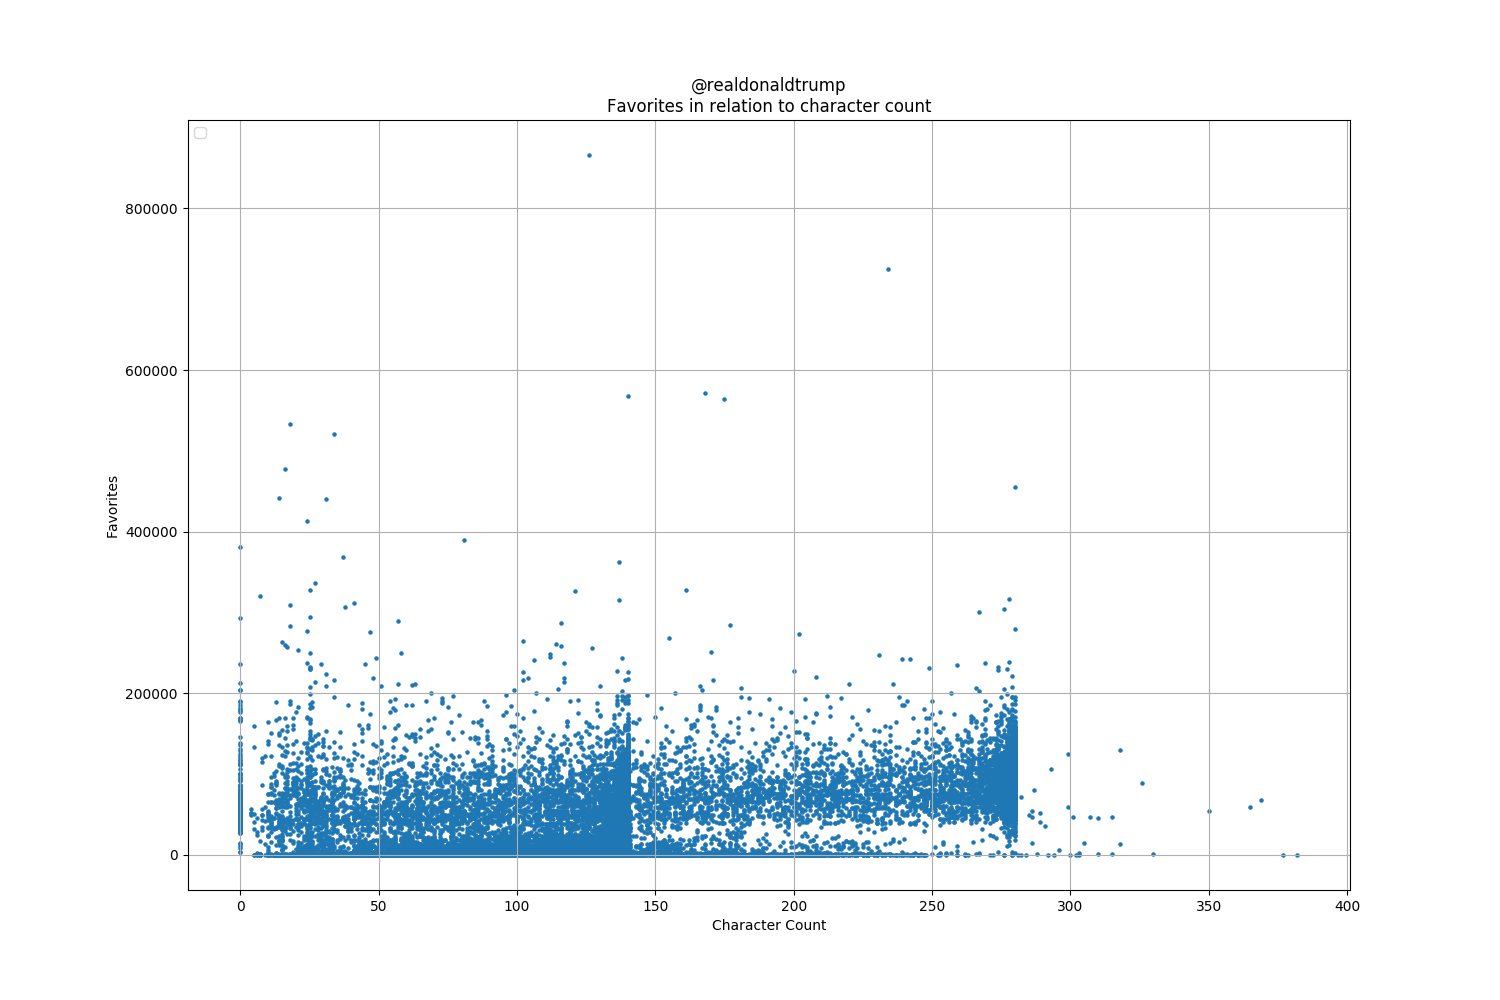 @realdonaldtrump
Favorites in relation to character count
Favorites
800000
600000
400000
200000
0
0 50 100 150 200 250 300 350 400
Character Count